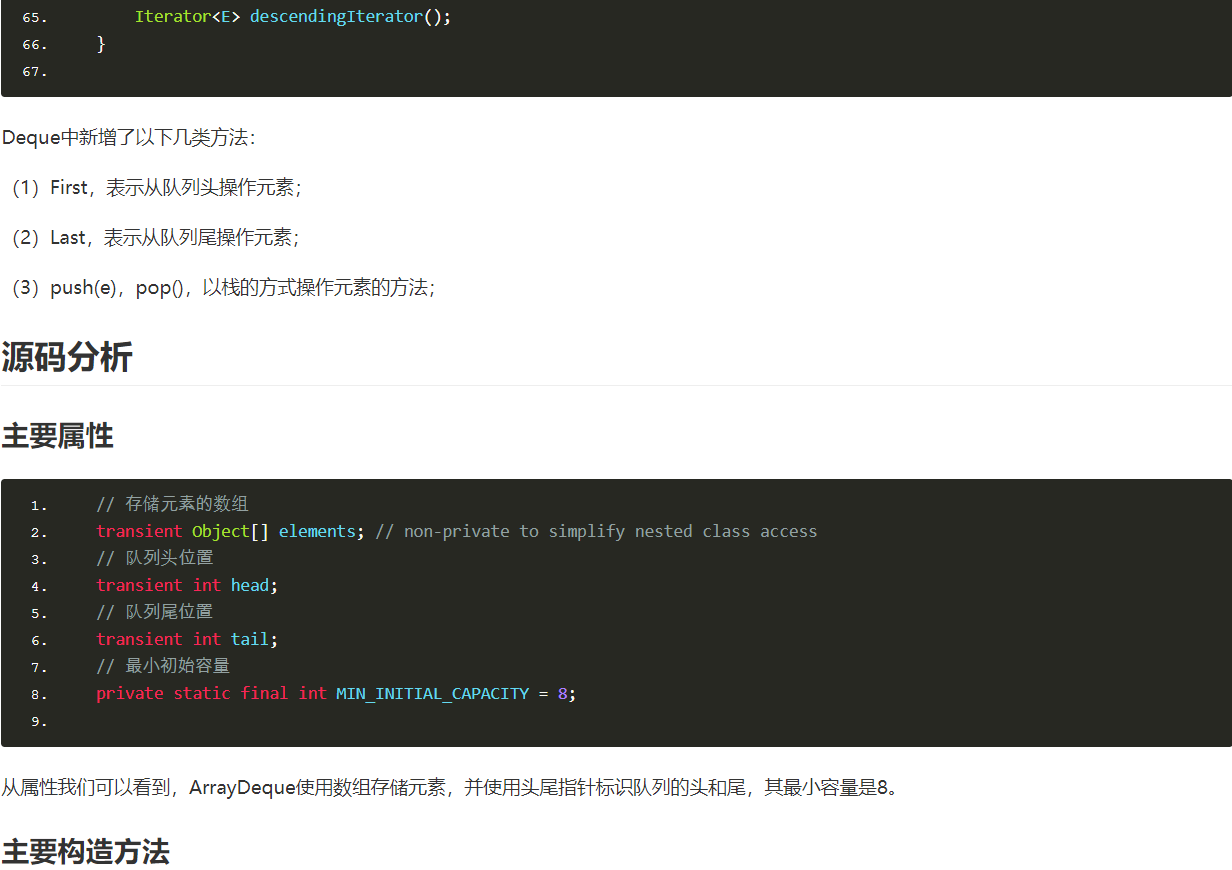 65. Iterator<E> descendingIterator();
66. }
67.
Deque中新增了以下几类方法：
（1）First，表示从队列头操作元素；
（2）Last，表示从队列尾操作元素；
（3）push(e)，pop()，以栈的方式操作元素的方法；
源码分析
主要属性
1. // 存储元素的数组
2. transient Object[] elements; // non-private to simplify nested class access
3. // 队列头位置
4. transient int head;
5. // 队列尾位置
6. transient int tail;
7. // 最小初始容量
8. private static final int MIN_INITIAL_CAPACITY = 8;
9.
从属性我们可以看到，ArrayDeque使用数组存储元素，并使用头尾指针标识队列的头和尾，其最小容量是8。
主要构造方法